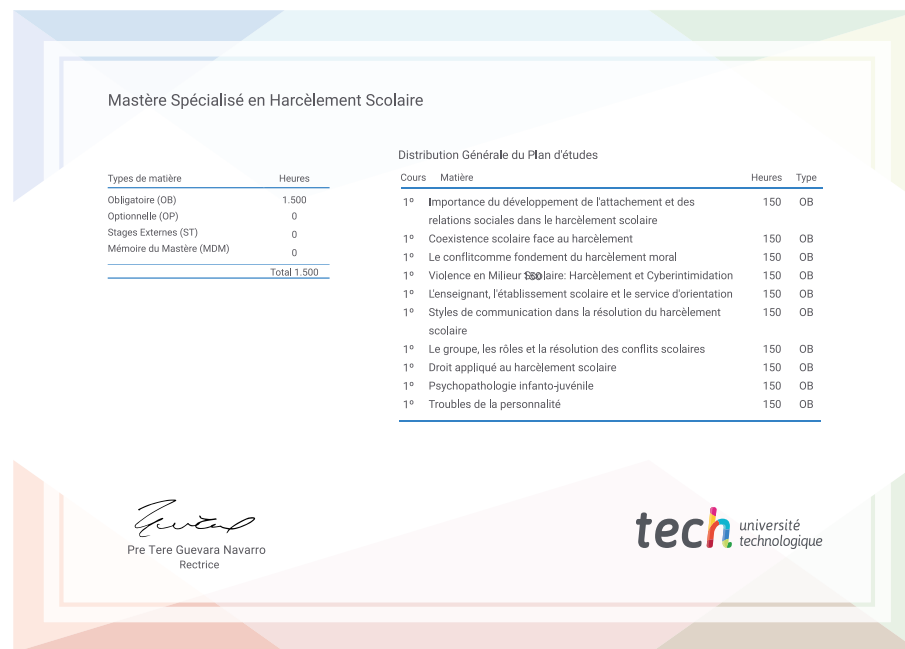 Mastère Spécialisé en Harcèlement Scolaire
Types de matière Heures
Obligatoire (OB) 1.500
Optionnelle (OP) 0
Stages Externes (ST) 0
Mémoire du Mastère (MDM) 0
Total 1.500
Distribution Générale du Plan d'études
Cours Matière Heures Type
1º Importance du développement de l'attachement et des 150 OB
relations sociales dans le harcèlement scolaire
1º Coexistence scolaire face au harcèlement 150 OB
1º Le conflitcomme fondement du harcèlement moral 150 OB
1º Violence en Milieur Scolaire: Harcèlement et Cyberintimidation 150 OB
1º L'enseignant, l'établissement scolaire et le service d'orientation 150 OB
1º Styles de communication dans la résolution du harcèlement 150 OB
scolaire
1º Le groupe, les rôles et la résolution des conflits scolaires 150 OB
1º Droit appliqué au harcèlement scolaire 150 OB
1º Psychopathologie infanto-juvénile 150 OB
1º Troubles de la personnalité 150 OB
Pre Tere Guevara Navarro
Rectrice
tech université
technologique